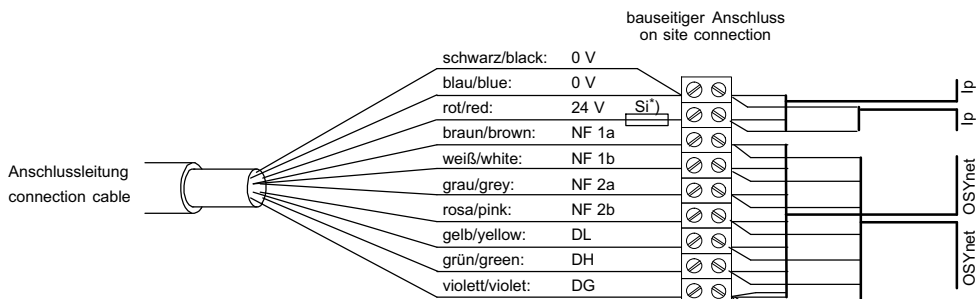 bauseitiger Anschluss
on site connection
schwarz/black: 0 V
blau/blue: 0 V
rot/red: 24 V Si*)
braun/brown: NF 1a
weiß/white: NF 1b
grau/grey: NF 2a
rosa/pink: NF 2b
gelb/yellow: DL
grün/green: DH
violett/violet: DG
Anschlussleitung
connection cable
Ip
Ip
OSYnet
OSYnet